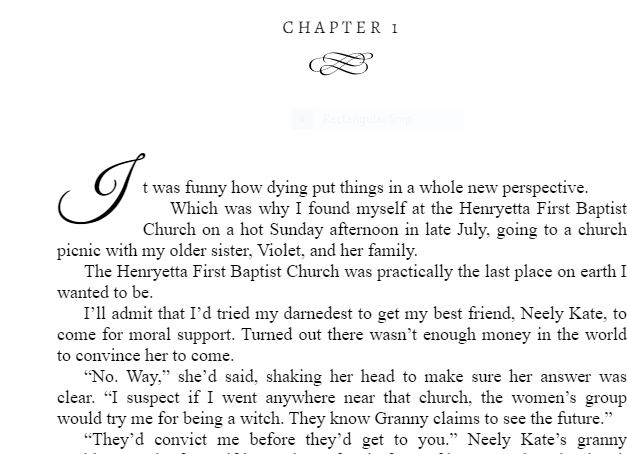 CHAPTER 1
Rectangular Snip
It was funny how dying put things in a whole new perspective.
Which was why I found myself at the Henryetta First Baptist
Church on a hot Sunday afternoon in late July, going to a church
picnic with my older sister, Violet, and her family.
The Henryetta First Baptist Church was practically the last place on earth I
wanted to be.
I’ll admit that I’d tried my darnedest to get my best friend, Neely Kate, to
come for moral support. Turned out there wasn’t enough money in the world
to convince her to come.
“No. Way,” she’d said, shaking her head to make sure her answer was
clear. “I suspect if I went anywhere near that church, the women’s group
would try me for being a witch. They know Granny claims to see the future.”
“They’d convict me before they’d get to you.” Neely Kate’s granny